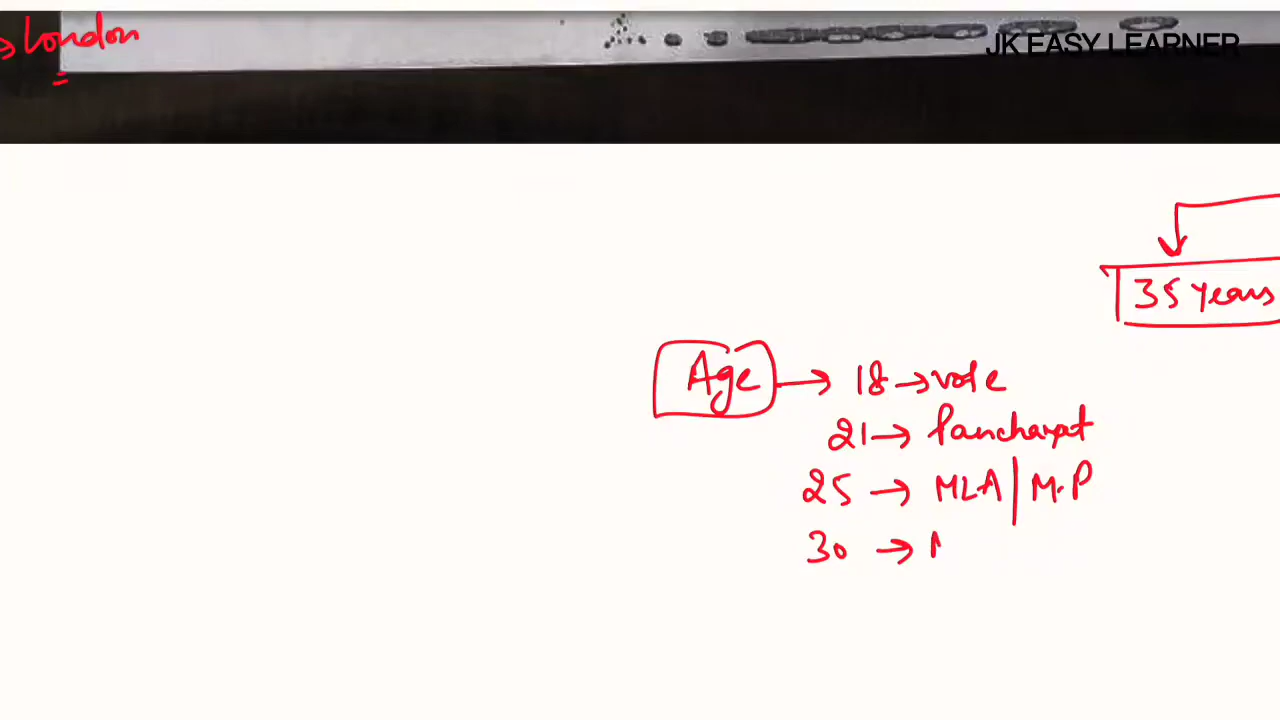 → London
JK EASY LEARNER
35 Years
Age → 18 → vote
21 → Panchayat
25 → MLA | M.P
30 →